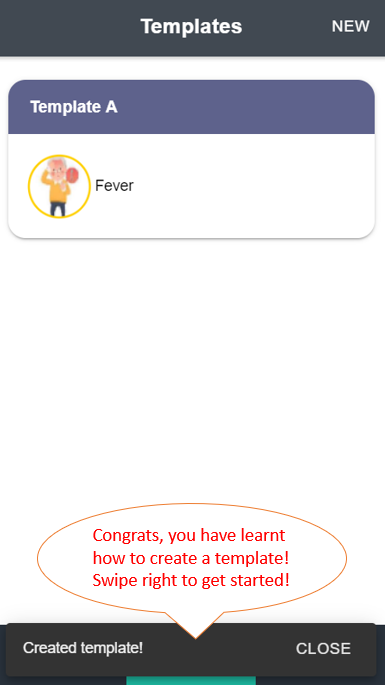 Templates NEW
Template A
Fever
Congrats, you have learnt
how to create a template!
Swipe right to get started!
Created template! CLOSE